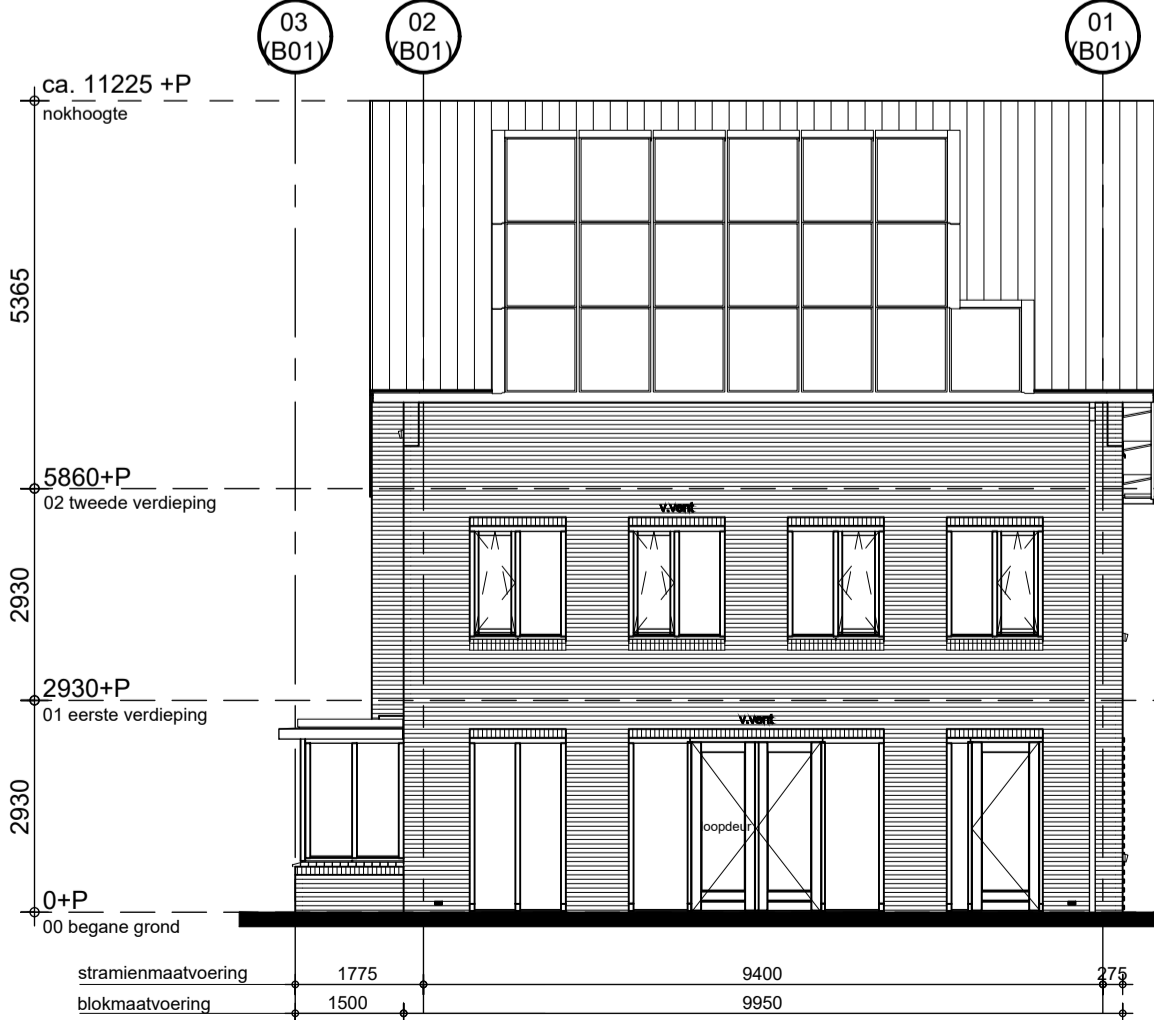 03
(B01)
02
(B01)
01
(B01)
ca. 11225 +P
nokhoogte
5365
5860+P
02 tweede verdieping
v.vent
2930
2930+P
01 eerste verdieping
v.vent
2930
loopdeur
0+P
00 begane grond
stramienmaatvoering 1775 9400 275
blokmaatvoering 1500 9950